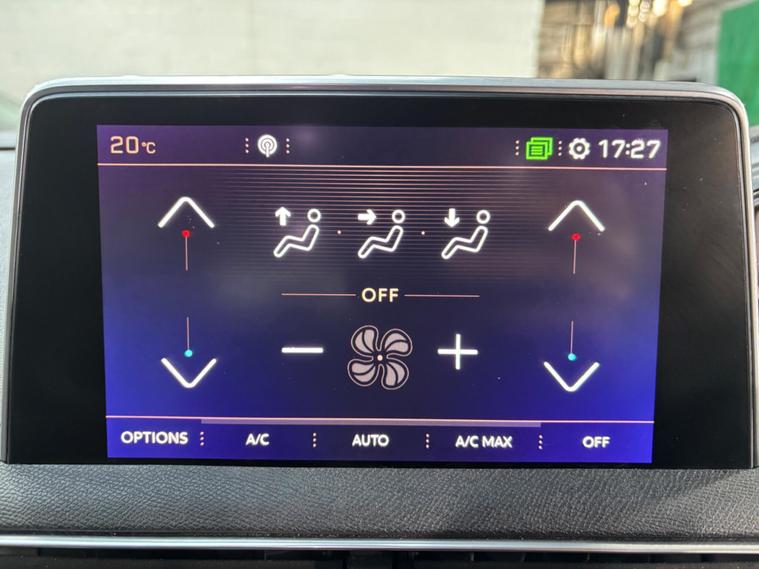 20°C 17:27
OFF
OPTIONS A/C AUTO A/C MAX OFF